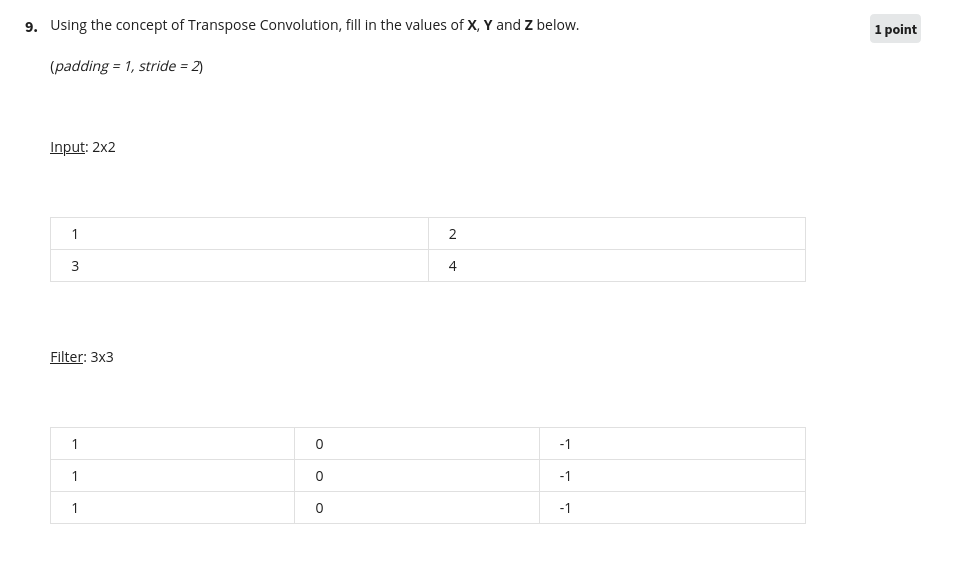 9. Using the concept of Transpose Convolution, fill in the values of X, Y and Z below.
1 point
(padding = 1, stride = 2)
Input: 2x2
1 2
3 4
Filter: 3x3
1 0 -1
1 0 -1
1 0 -1